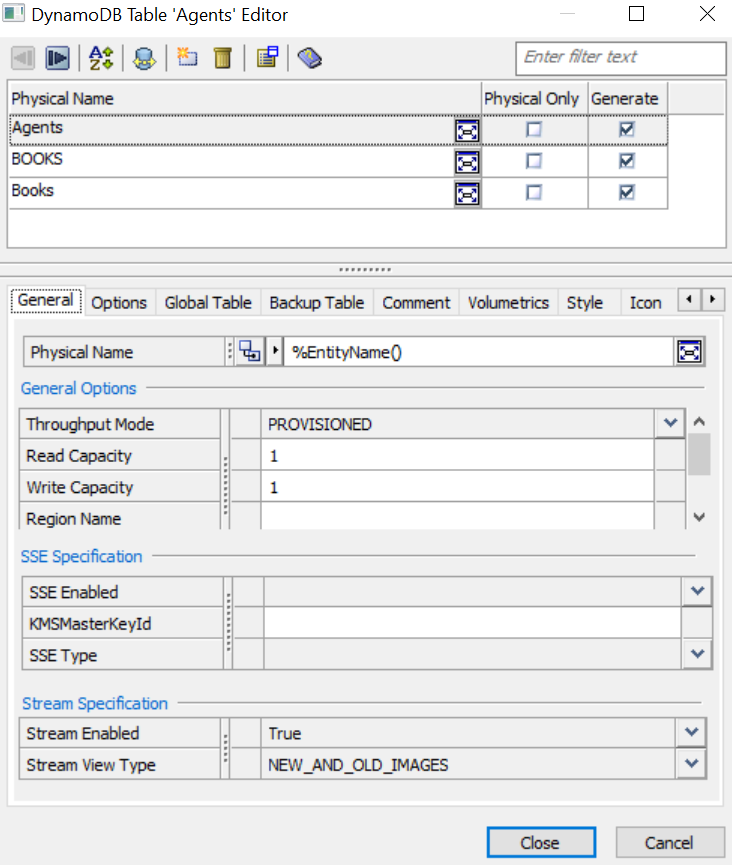 DynamoDB Table 'Agents' Editor
Enter filter text
Physical Name Physical Only Generate
Agents
BOOKS
Books
General Options Global Table Backup Table Comment Volumetrics Style Icon
Physical Name %EntityName()
General Options
Throughput Mode PROVISIONED
Read Capacity 1
Write Capacity 1
Region Name
SSE Specification
SSE Enabled
KMSMasterKeyId
SSE Type
Stream Specification
Stream Enabled True
Stream View Type NEW_AND_OLD_IMAGES
Close Cancel